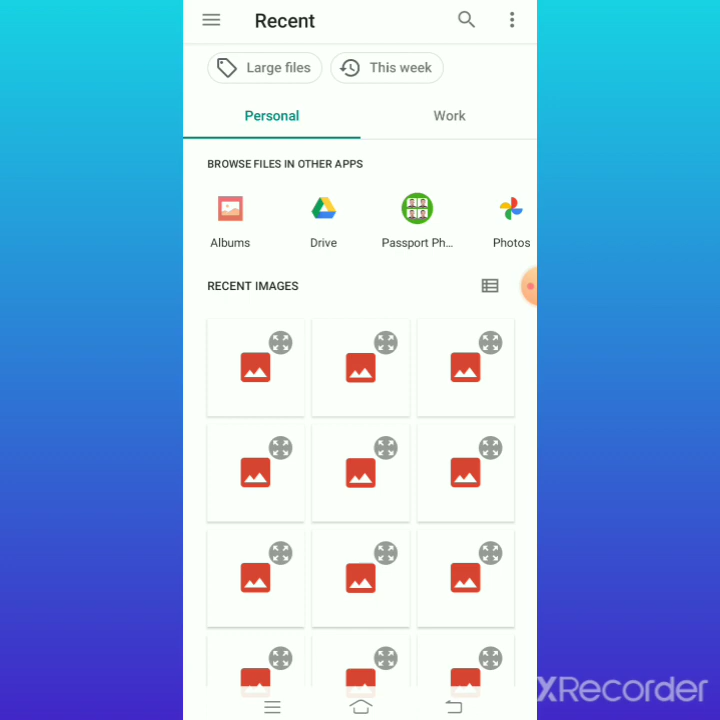 Recent
Large files
This week
Personal
Work
BROWSE FILES IN OTHER APPS
Albums
Drive
Passport Ph...
Photos
RECENT IMAGES
XRecorder